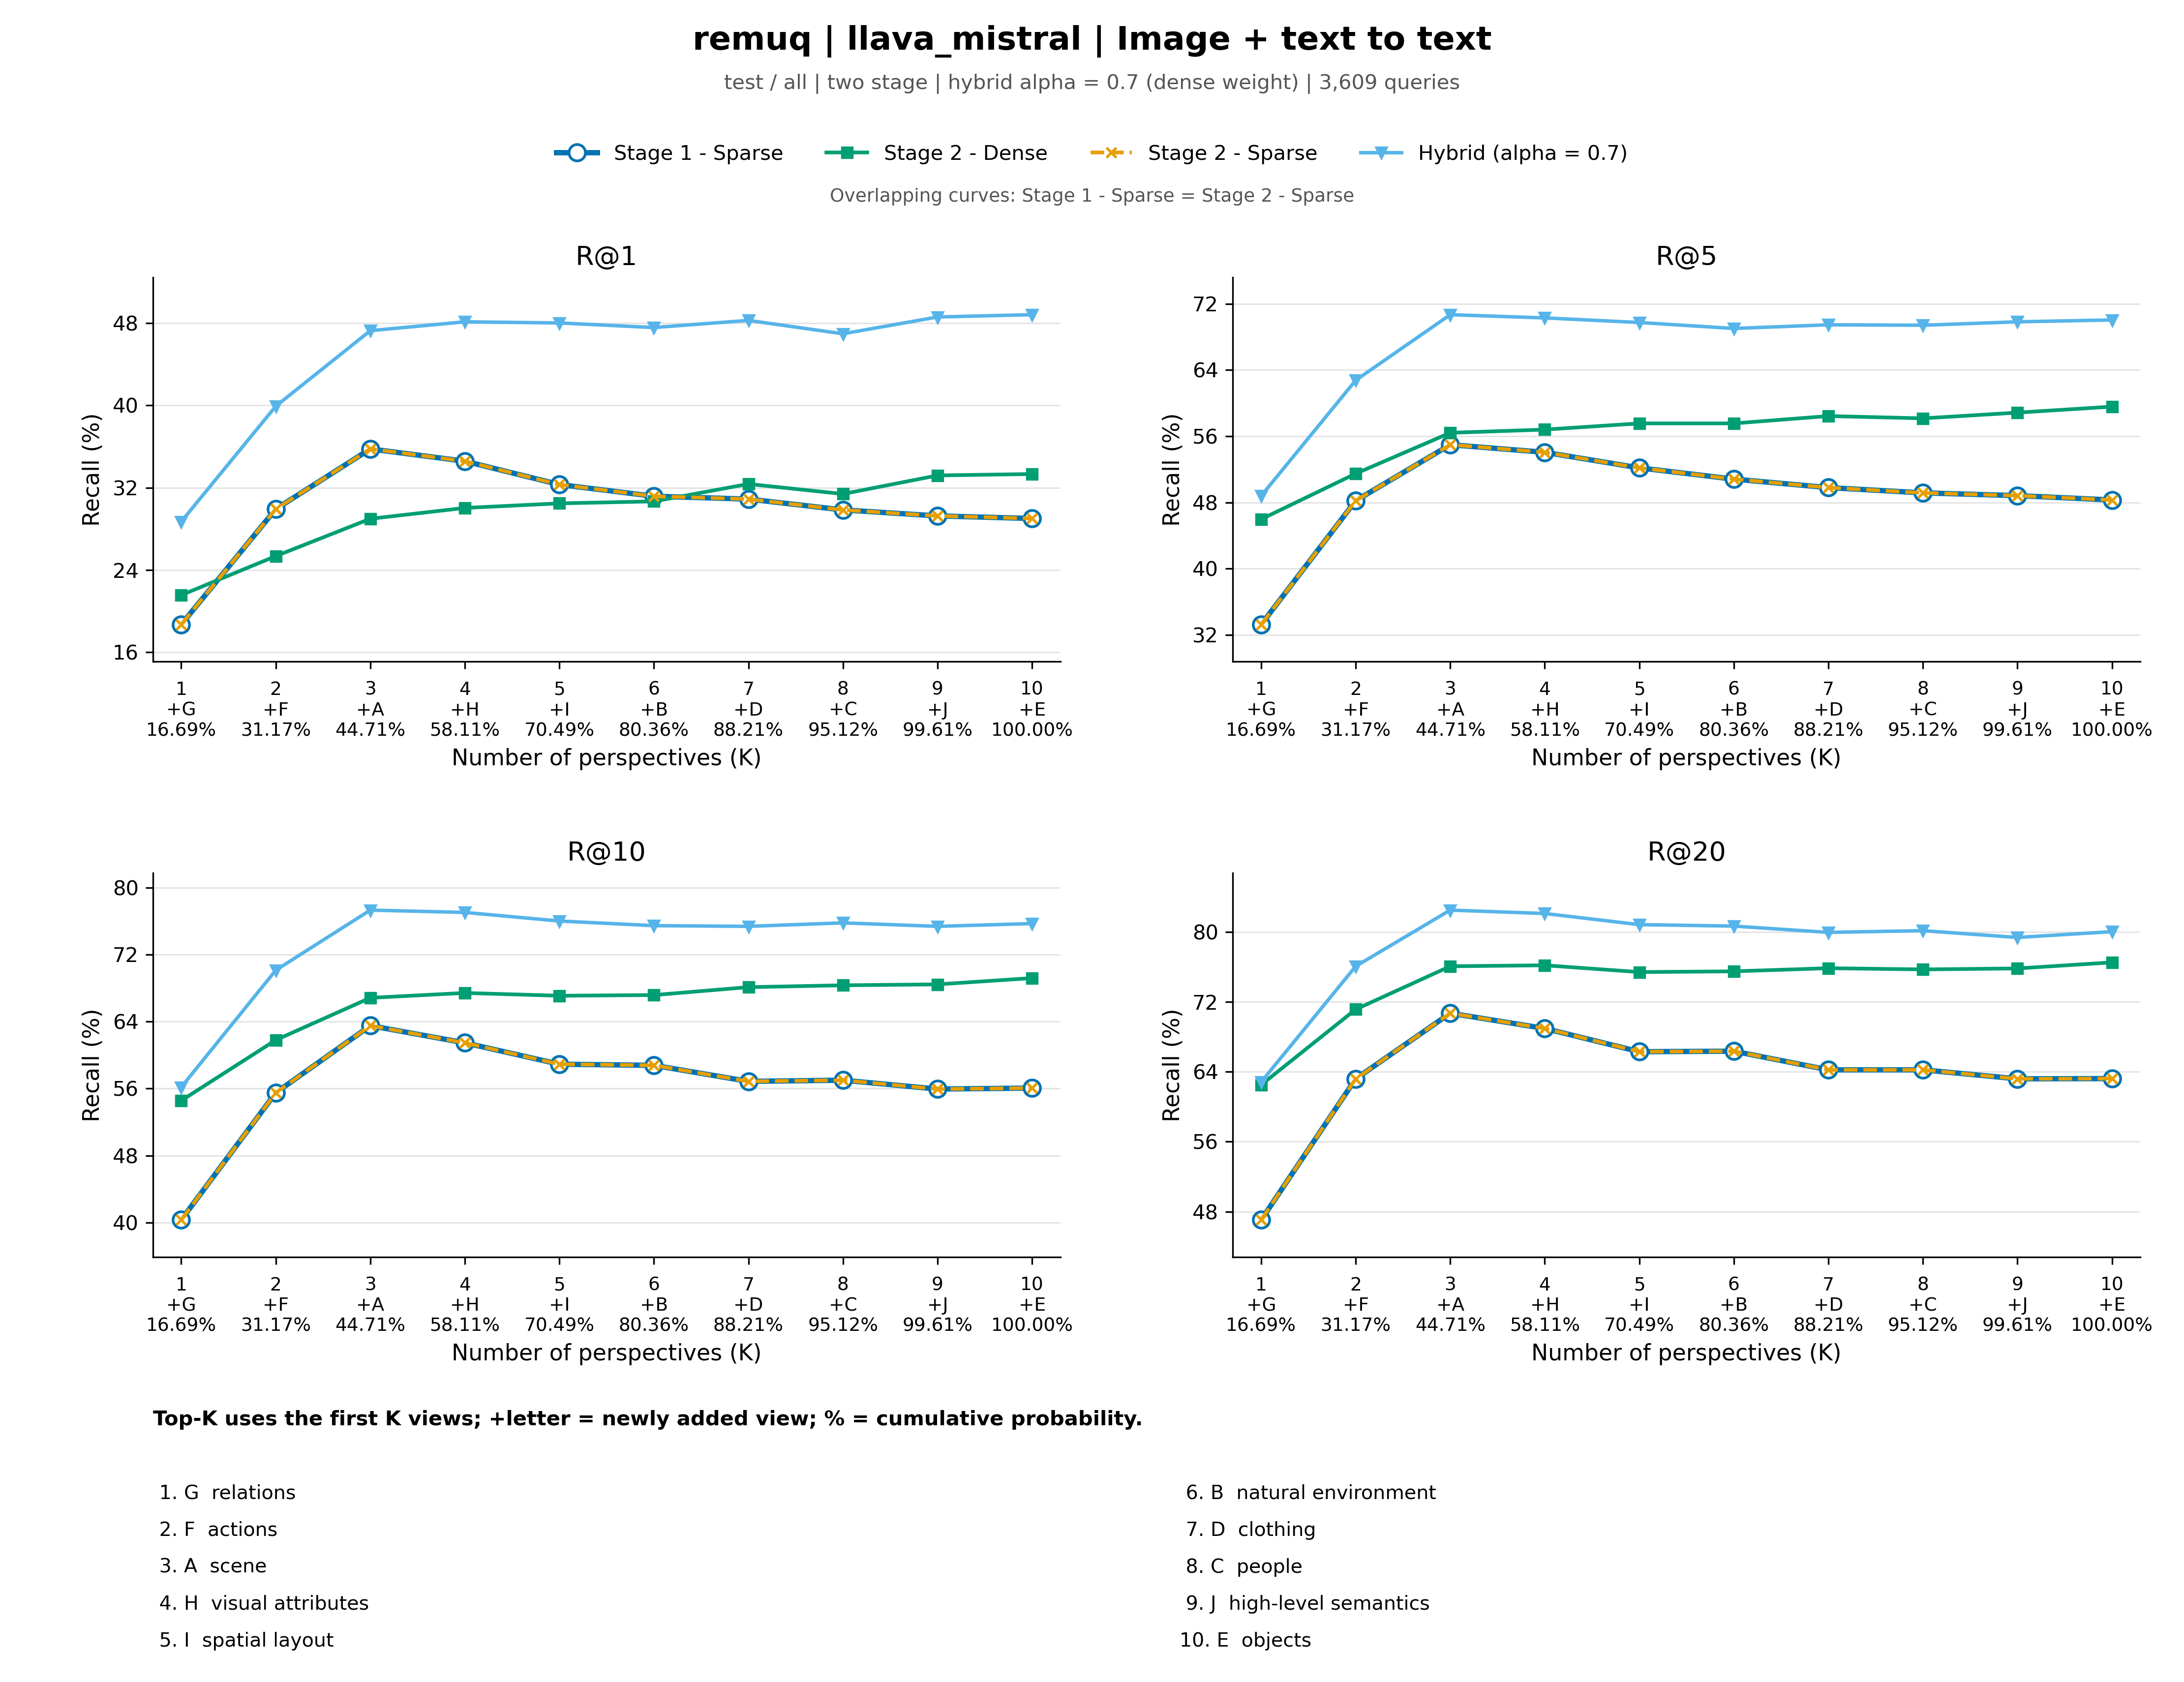 remuq | llava_mistral | Image + text to text
test / all | two stage | hybrid alpha = 0.7 (dense weight) | 3,609 queries
Stage 1 - Sparse Stage 2 - Dense Stage 2 - Sparse Hybrid (alpha = 0.7)
Overlapping curves: Stage 1 - Sparse = Stage 2 - Sparse
R@1
Recall (%)
48
40
32
24
16
1 2 3 4 5 6 7 8 9 10
+G +F +A +H +I +B +D +C +J +E
16.69% 31.17% 44.71% 58.11% 70.49% 80.36% 88.21% 95.12% 99.61% 100.00%
Number of perspectives (K)
R@5
Recall (%)
72
64
56
48
40
32
1 2 3 4 5 6 7 8 9 10
+G +F +A +H +I +B +D +C +J +E
16.69% 31.17% 44.71% 58.11% 70.49% 80.36% 88.21% 95.12% 99.61% 100.00%
Number of perspectives (K)
R@10
Recall (%)
80
72
64
56
48
40
1 2 3 4 5 6 7 8 9 10
+G +F +A +H +I +B +D +C +J +E
16.69% 31.17% 44.71% 58.11% 70.49% 80.36% 88.21% 95.12% 99.61% 100.00%
Number of perspectives (K)
R@20
Recall (%)
80
72
64
56
48
1 2 3 4 5 6 7 8 9 10
+G +F +A +H +I +B +D +C +J +E
16.69% 31.17% 44.71% 58.11% 70.49% 80.36% 88.21% 95.12% 99.61% 100.00%
Number of perspectives (K)
Top-K uses the first K views; +letter = newly added view; % = cumulative probability.
1. G relations
2. F actions
3. A scene
4. H visual attributes
5. I spatial layout
6. B natural environment
7. D clothing
8. C people
9. J high-level semantics
10. E objects